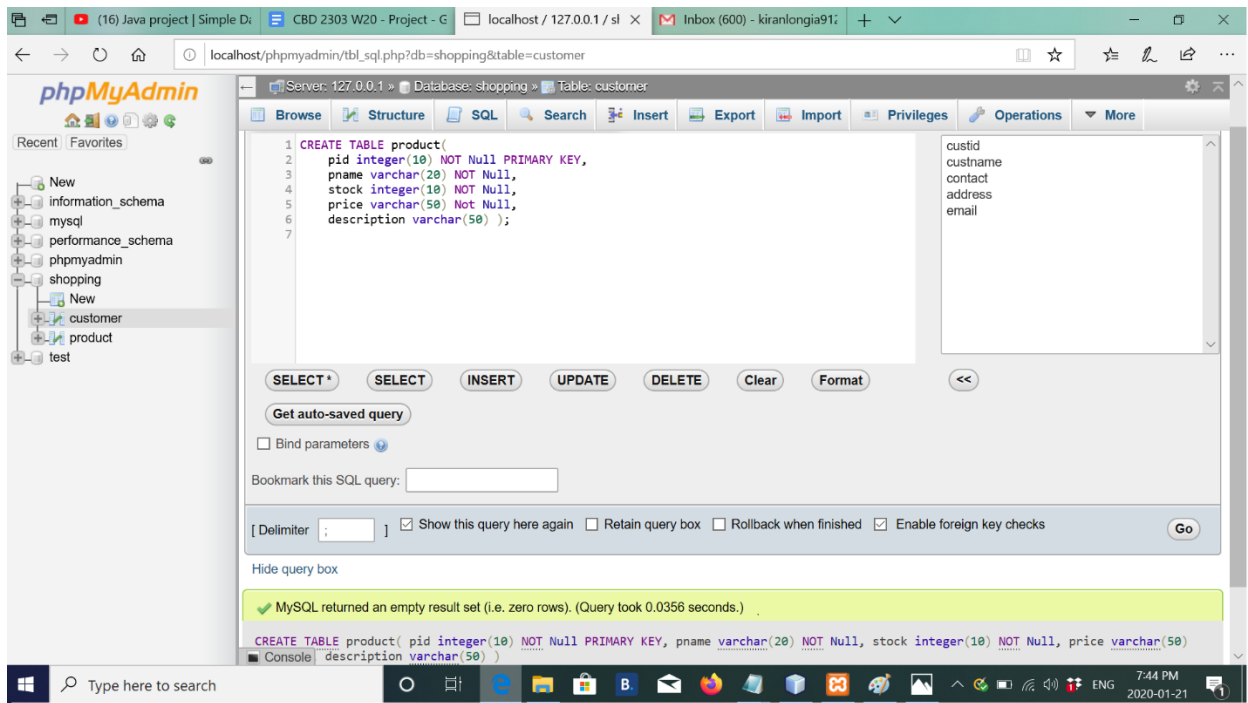 (16) Java project | Simple Da
CBD 2303 W20 - Project - G
localhost / 127.0.0.1 / sl
Inbox (600) - kiranlongia912
localhost/phpmyadmin/tbl_sql.php?db=shopping&table=customer
phpMyAdmin
Recent Favorites
New
information_schema
mysql
performance_schema
phpmyadmin
shopping
New
customer
product
test
Server: 127.0.0.1 » Database: shopping » Table: customer
Browse Structure SQL Search Insert Export Import Privileges Operations More
1 CREATE TABLE product(
2 pid integer(10) NOT Null PRIMARY KEY,
3 pname varchar(20) NOT Null,
4 stock integer(10) NOT Null,
5 price varchar(50) Not Null,
6 description varchar(50) );
7
custid
custname
contact
address
email
SELECT * SELECT INSERT UPDATE DELETE Clear Format <<
Get auto-saved query
Bind parameters
Bookmark this SQL query:
[ Delimiter ; ] Show this query here again Retain query box Rollback when finished Enable foreign key checks Go
Hide query box
MySQL returned an empty result set (i.e. zero rows). (Query took 0.0356 seconds.)
CREATE TABLE product( pid integer(10) NOT Null PRIMARY KEY, pname varchar(20) NOT Null, stock integer(10) NOT Null, price varchar(50)
Console description varchar(50) )
Type here to search
B.
ENG
7:44 PM
2020-01-21
1